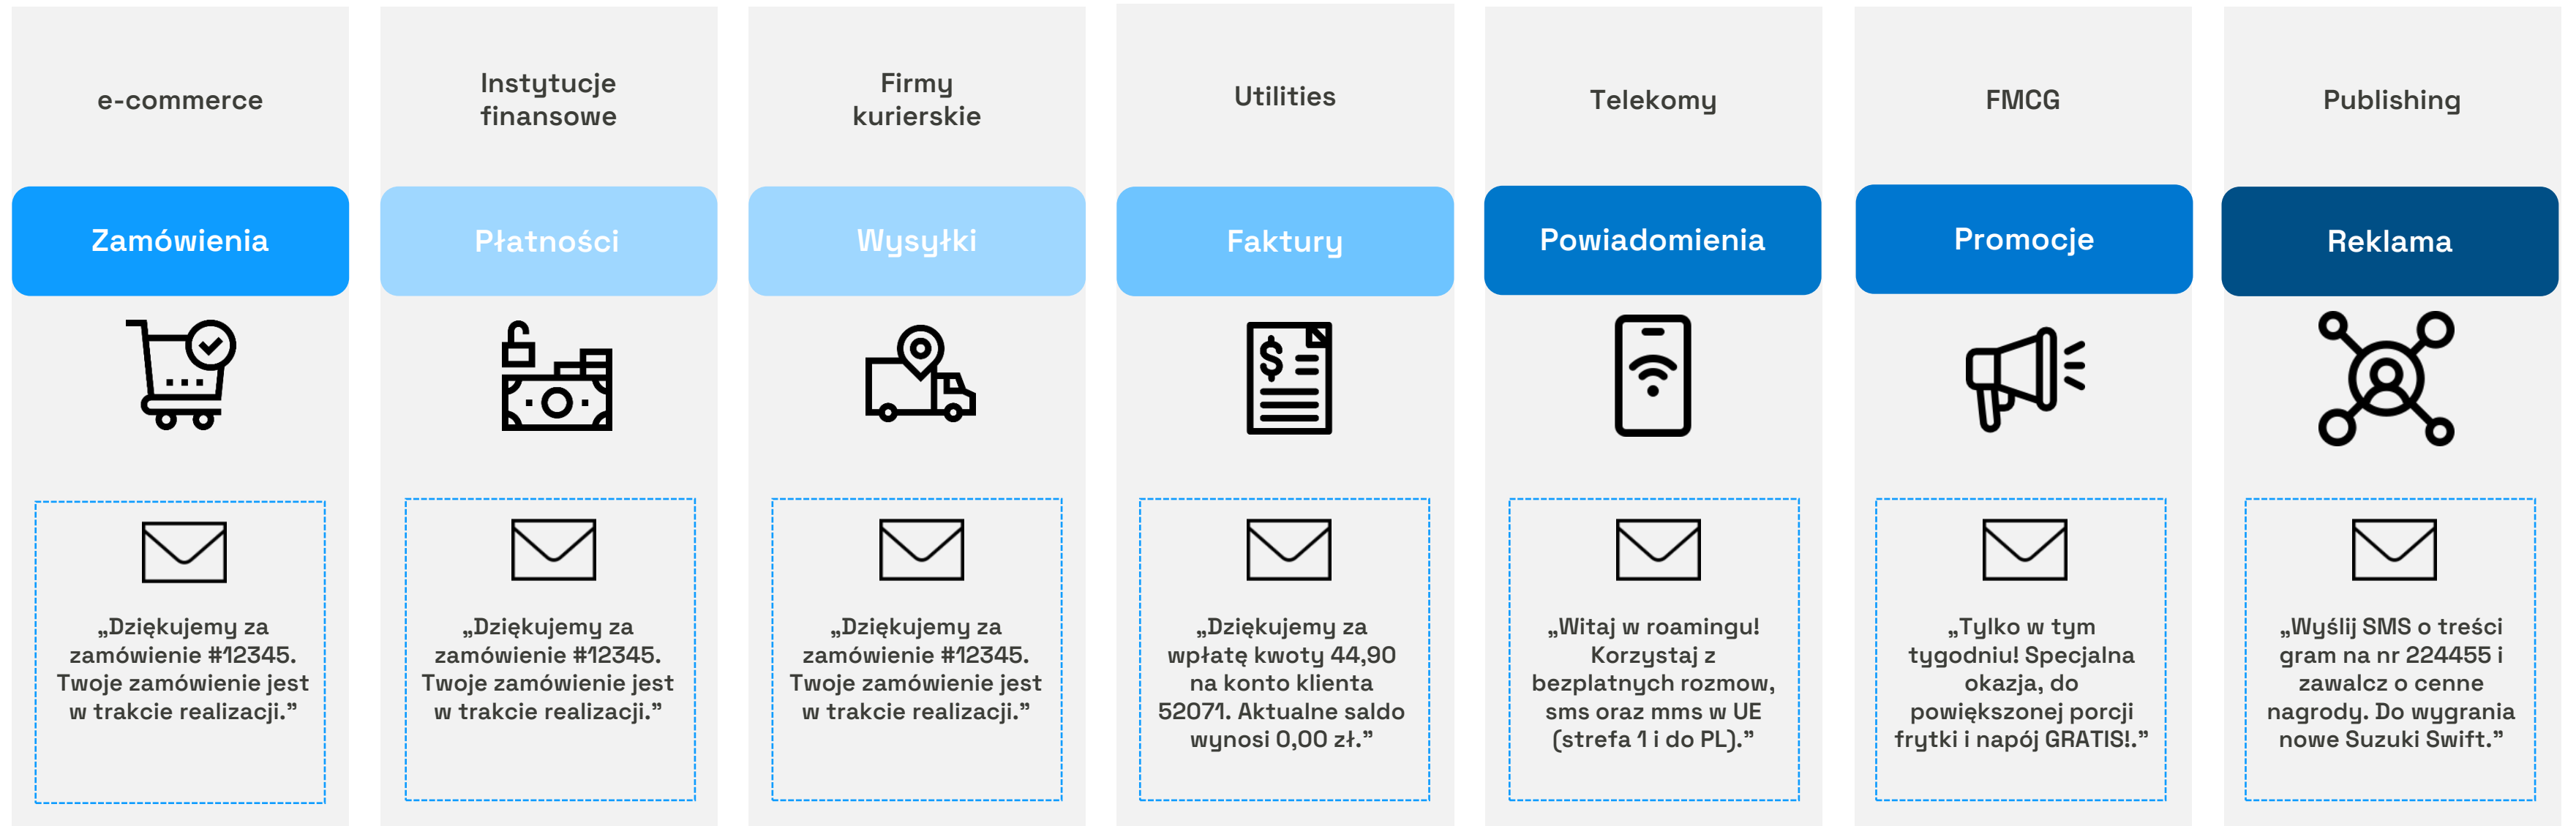 e-commerce
Zamówienia
„Dziękujemy za
zamówienie #12345.
Twoje zamówienie jest
w trakcie realizacji.”
Instytucje
finansowe
Płatności
„Dziękujemy za
zamówienie #12345.
Twoje zamówienie jest
w trakcie realizacji.”
Firmy
kurierskie
Wysyłki
„Dziękujemy za
zamówienie #12345.
Twoje zamówienie jest
w trakcie realizacji.”
Utilities
Faktury
$
„Dziękujemy za
wpłatę kwoty 44,90
na konto klienta
52071. Aktualne saldo
wynosi 0,00 zł.”
Telekomy
Powiadomienia
„Witaj w roamingu!
Korzystaj z
bezplatnych rozmow,
sms oraz mms w UE
(strefa 1 i do PL).”
FMCG
Promocje
„Tylko w tym
tygodniu! Specjalna
okazja, do
powiększonej porcji
frytki i napój GRATIS!.”
Publishing
Reklama
„Wyślij SMS o treści
gram na nr 224455 i
zawalcz o cenne
nagrody. Do wygrania
nowe Suzuki Swift.”